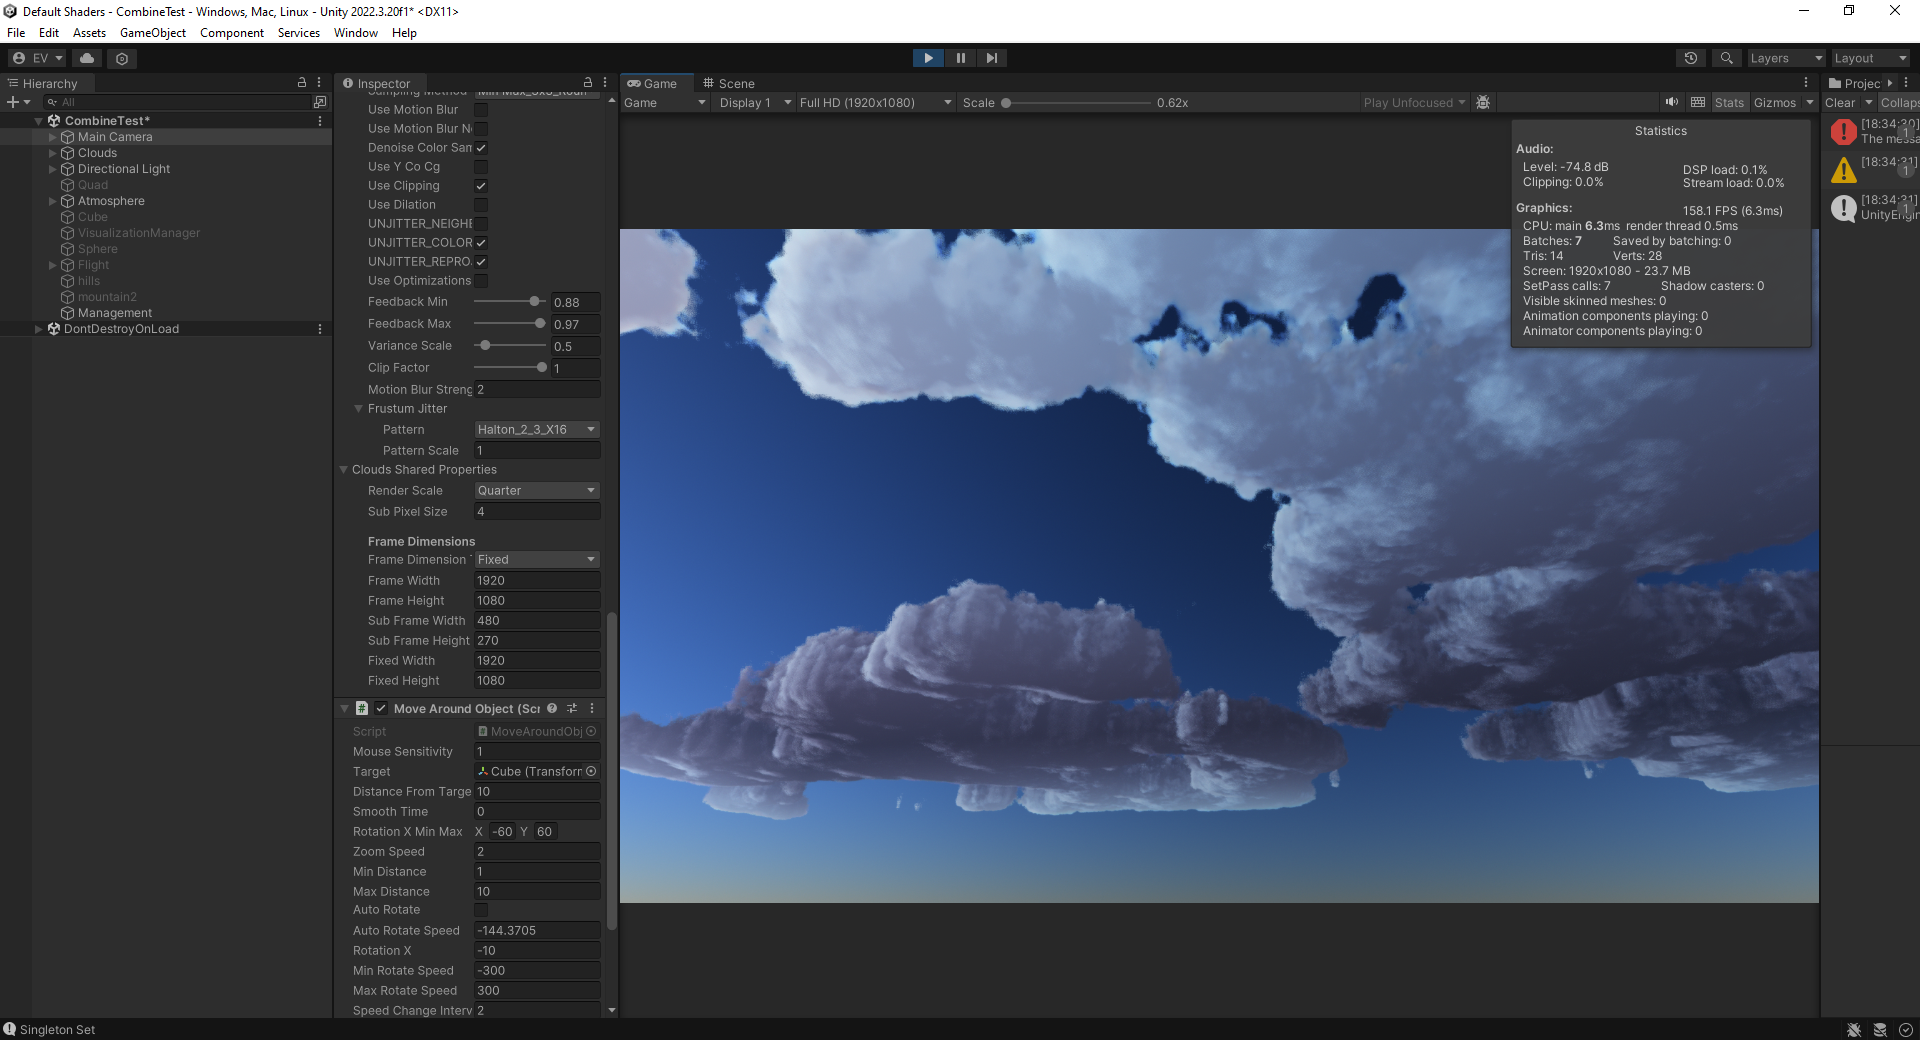 Default Shaders - CombineTest - Windows, Mac, Linux - Unity 2022.3.20f1* <DX11>
File Edit Assets GameObject Component Services Window Help
EV
Layers
Layout
Hierarchy
All
CombineTest*
Main Camera
Clouds
Directional Light
Quad
Atmosphere
Cube
VisualizationManager
Sphere
Flight
hills
mountain2
Management
DontDestroyOnLoad
Inspector
Use Motion Blur
Use Motion Blur Ne
Denoise Color Sam
Use Y Co Cg
Use Clipping
Use Dilation
UNJITTER_NEIGHB
UNJITTER_COLOR
UNJITTER_REPRO
Use Optimizations
Feedback Min 0.88
Feedback Max 0.97
Variance Scale 0.5
Clip Factor 1
Motion Blur Streng 2
Frustum Jitter
Pattern Halton_2_3_X16
Pattern Scale 1
Clouds Shared Properties
Render Scale Quarter
Sub Pixel Size 4
Frame Dimensions
Frame Dimension Fixed
Frame Width 1920
Frame Height 1080
Sub Frame Width 480
Sub Frame Height 270
Fixed Width 1920
Fixed Height 1080
# Move Around Object (Scr
Script MoveAroundObj
Mouse Sensitivity 1
Target Cube (Transforn
Distance From Targe 10
Smooth Time 0
Rotation X Min Max X -60 Y 60
Zoom Speed 2
Min Distance 1
Max Distance 10
Auto Rotate
Auto Rotate Speed -144.3705
Rotation X -10
Min Rotate Speed -300
Max Rotate Speed 300
Speed Change Interv 2
Game Scene
Game Display 1 Full HD (1920x1080) Scale 0.62x Play Unfocused Stats Gizmos
Statistics
Audio:
Level: -74.8 dB DSP load: 0.1%
Clipping: 0.0% Stream load: 0.0%
Graphics: 158.1 FPS (6.3ms)
CPU: main 6.3ms render thread 0.5ms
Batches: 7 Saved by batching: 0
Tris: 14 Verts: 28
Screen: 1920x1080 - 23.7 MB
SetPass calls: 7 Shadow casters: 0
Visible skinned meshes: 0
Animation components playing: 0
Animator components playing: 0
Projec
Clear Collaps
[18:34:30] 1
The messa
[18:34:31] 1
[18:34:31] 1
UnityEngin
Singleton Set